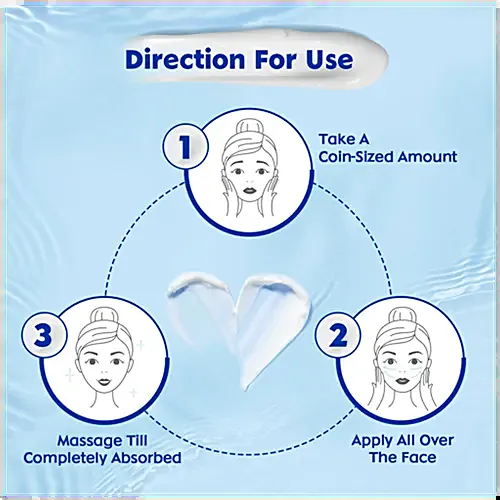 Direction For Use
1
Take A
Coin-Sized Amount
2
Apply All Over
The Face
3
Massage Till
Completely Absorbed